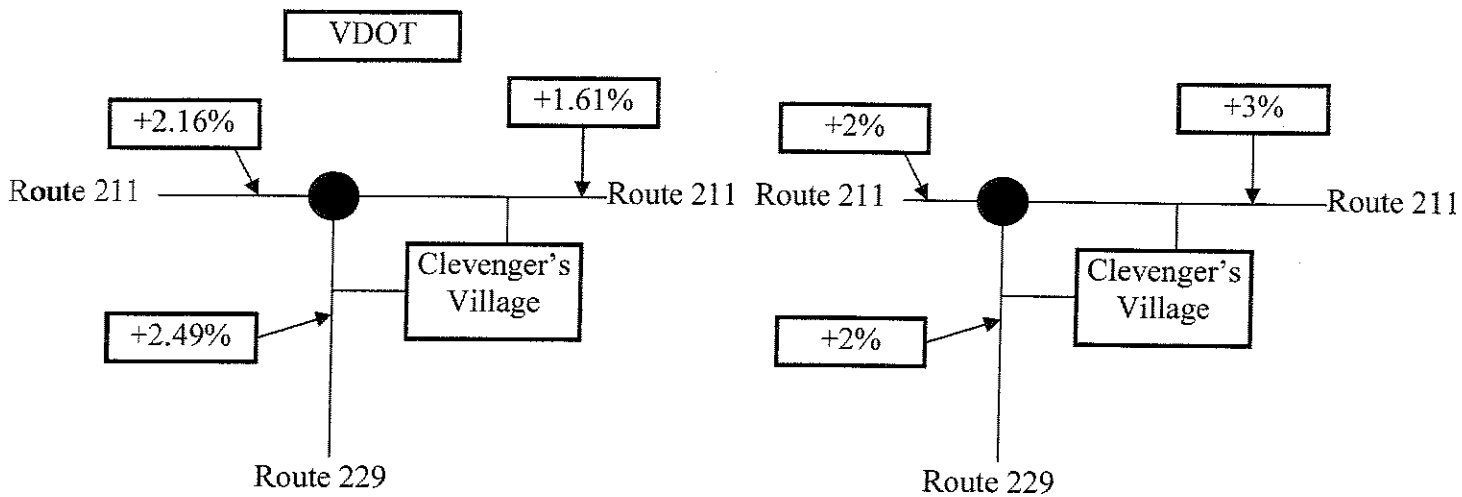 VDOT
+2.16%
+1.61%
Route 211
Route 211
Clevenger's
Village
+2.49%
Route 229
+2%
+3%
Route 211
Route 211
Clevenger's
Village
+2%
Route 229